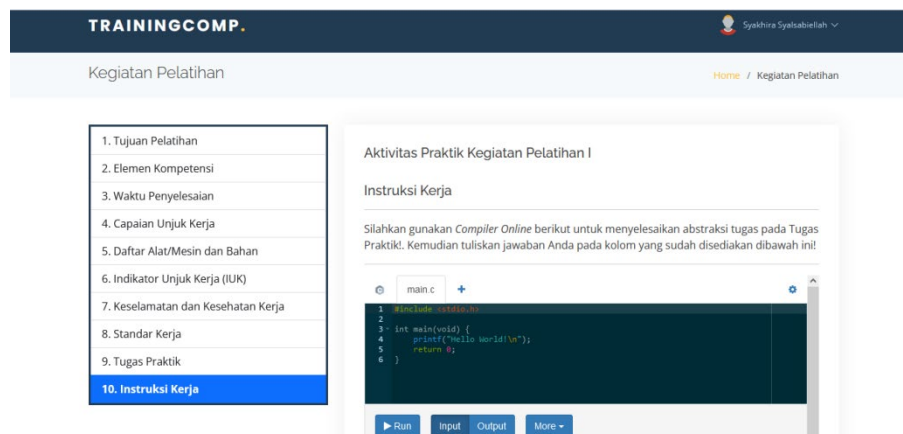 TRAININGCOMP.
Syakhira Syalsabiellah
Kegiatan Pelatihan
Home / Kegiatan Pelatihan
1. Tujuan Pelatihan
2. Elemen Kompetensi
3. Waktu Penyelesaian
4. Capaian Unjuk Kerja
5. Daftar Alat/Mesin dan Bahan
6. Indikator Unjuk Kerja (IUK)
7. Keselamatan dan Kesehatan Kerja
8. Standar Kerja
9. Tugas Praktik
10. Instruksi Kerja
Aktivitas Praktik Kegiatan Pelatihan I
Instruksi Kerja
Silahkan gunakan Compiler Online berikut untuk menyelesaikan abstraksi tugas pada Tugas
Praktik!. Kemudian tuliskan jawaban Anda pada kolom yang sudah disediakan dibawah ini!
main.c +
1 #include <stdio.h>
2
3 int main(void) {
4 printf("Hello World!\n");
5 return 0;
6 }
Run Input Output More